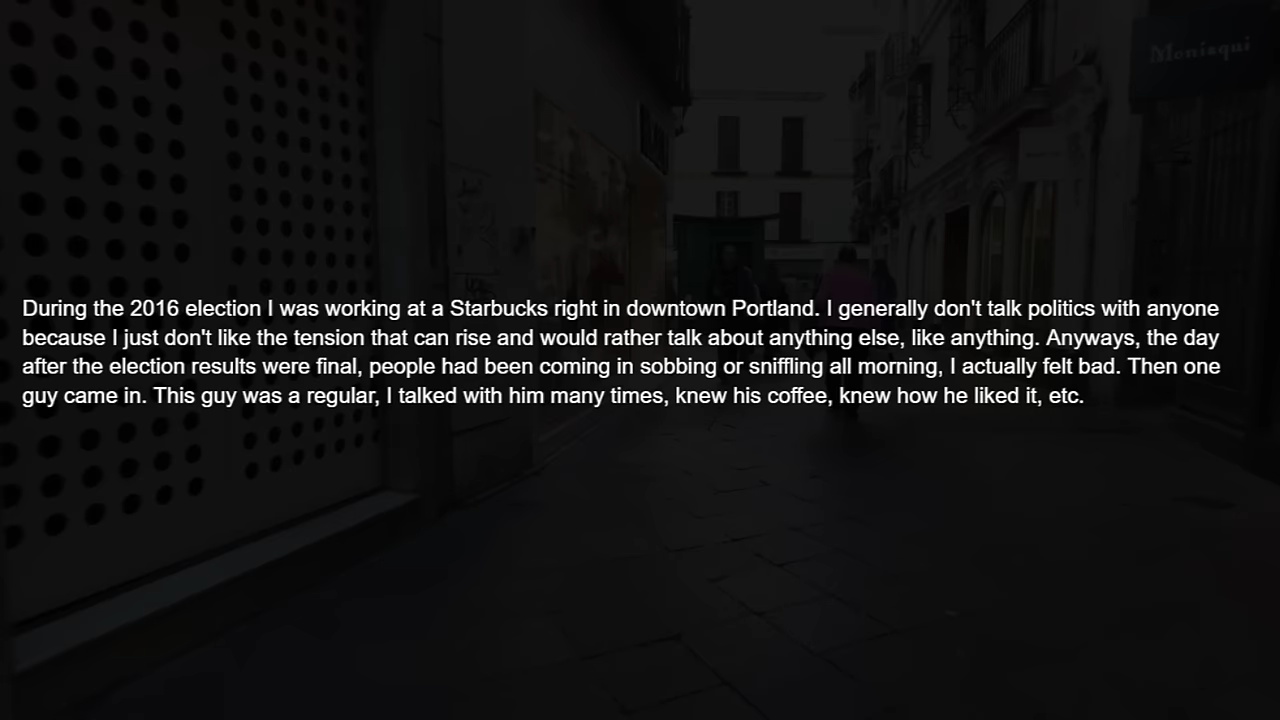 Monisqui
During the 2016 election I was working at a Starbucks right in downtown Portland. I generally don't talk politics with anyone
because I just don't like the tension that can rise and would rather talk about anything else, like anything. Anyways, the day
after the election results were final, people had been coming in sobbing or sniffling all morning, I actually felt bad. Then one
guy came in. This guy was a regular, I talked with him many times, knew his coffee, knew how he liked it, etc.